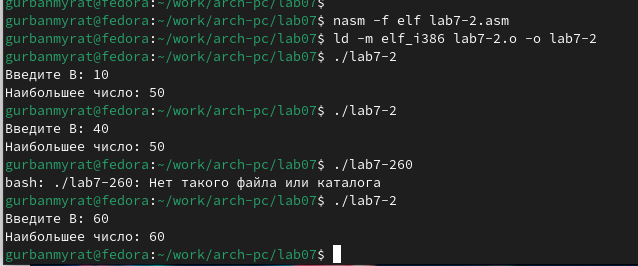 gurbanmyrat@fedora:~/work/arch-pc/lab07$
gurbanmyrat@fedora:~/work/arch-pc/lab07$ nasm -f elf lab7-2.asm
gurbanmyrat@fedora:~/work/arch-pc/lab07$ ld -m elf_i386 lab7-2.o -o lab7-2
gurbanmyrat@fedora:~/work/arch-pc/lab07$ ./lab7-2
Введите B: 10
Наибольшее число: 50
gurbanmyrat@fedora:~/work/arch-pc/lab07$ ./lab7-2
Введите B: 40
Наибольшее число: 50
gurbanmyrat@fedora:~/work/arch-pc/lab07$ ./lab7-260
bash: ./lab7-260: Нет такого файла или каталога
gurbanmyrat@fedora:~/work/arch-pc/lab07$ ./lab7-2
Введите B: 60
Наибольшее число: 60
gurbanmyrat@fedora:~/work/arch-pc/lab07$